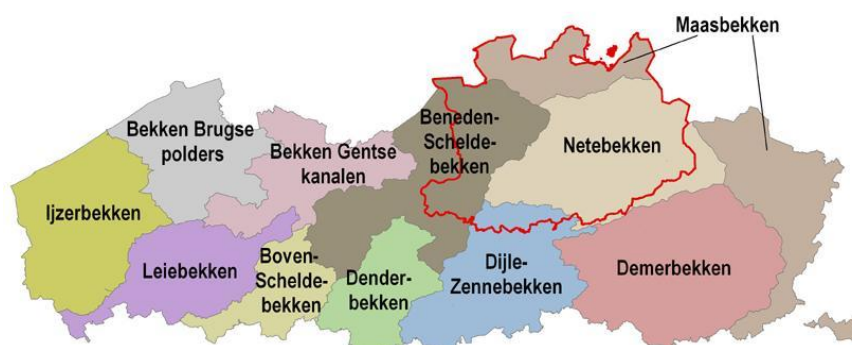 Maasbekken
Bekken Brugse
polders
Beneden-
Schelde-
bekken
Bekken Gentse
kanalen
Netebekken
Ijzerbekken
Leiebekken
Boven-
Schelde-
bekken
Dender-
bekken
Dijle-
Zennebekken
Demerbekken